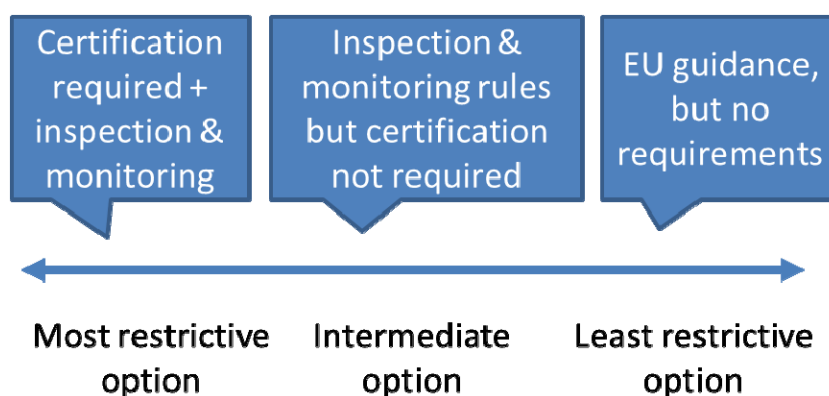 Certification
required +
inspection &
monitoring
Inspection &
monitoring rules
but certification
not required
EU guidance,
but no
requirements
Most restrictive
option
Intermediate
option
Least restrictive
option